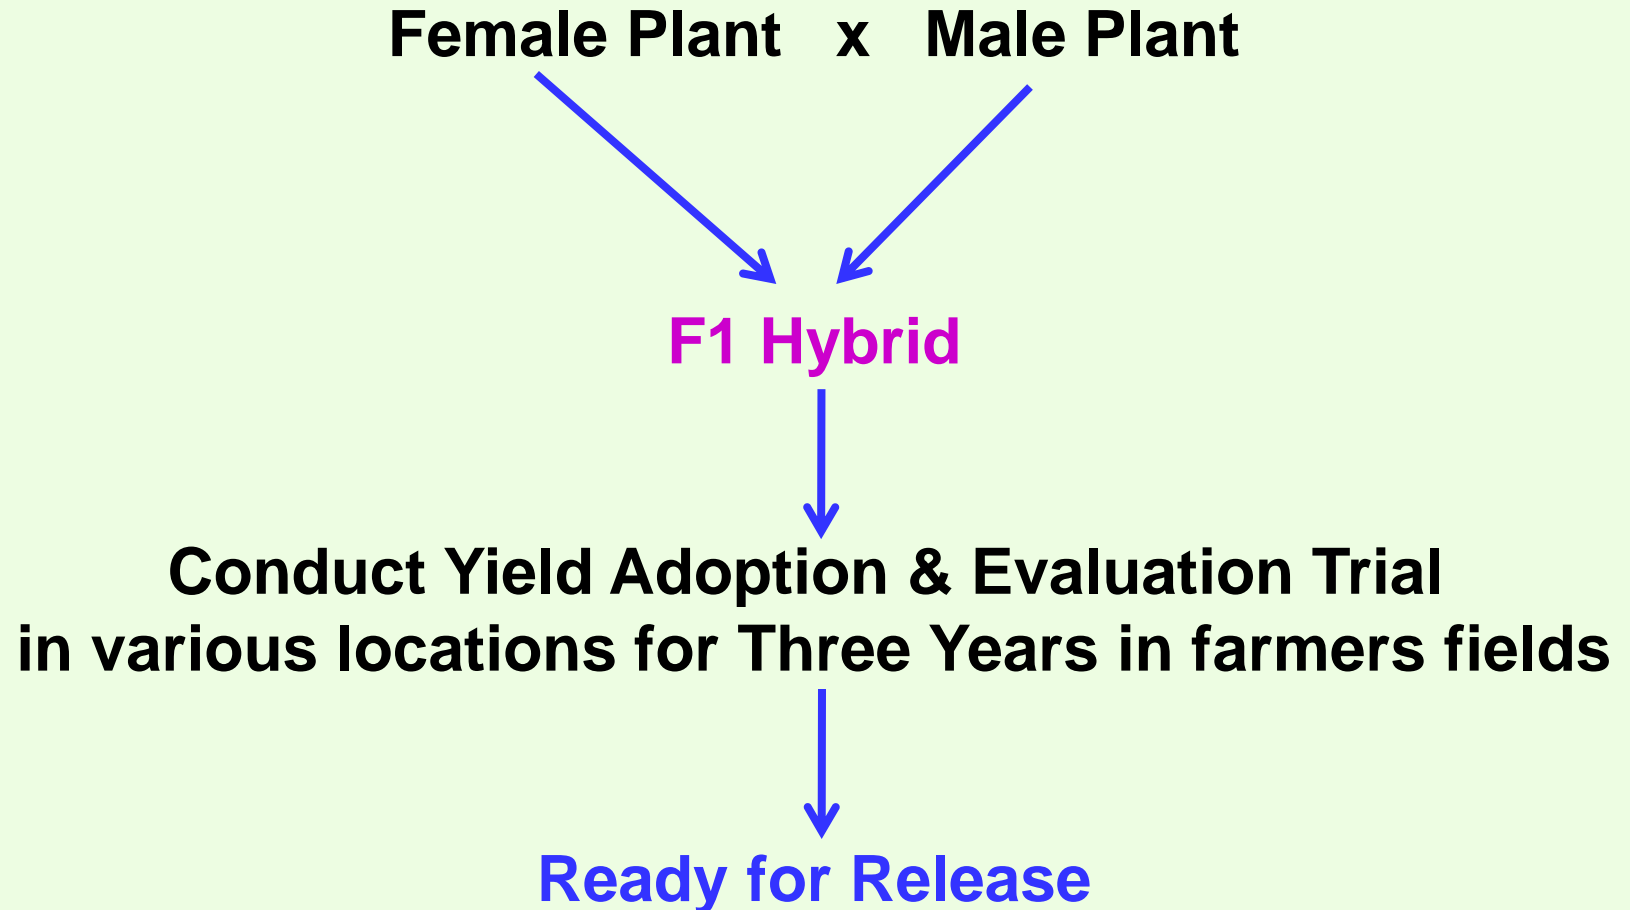 Female Plant x Male Plant
F1 Hybrid
Conduct Yield Adoption & Evaluation Trial
in various locations for Three Years in farmers fields
Ready for Release